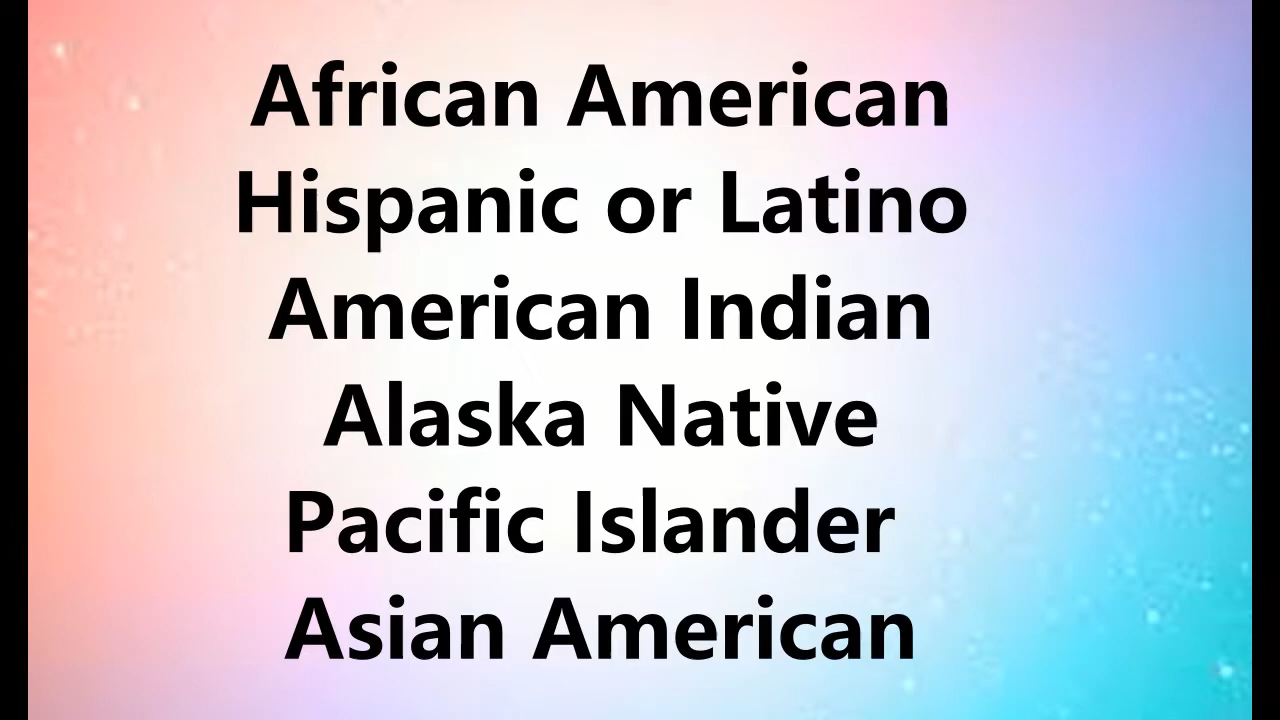 African American
Hispanic or Latino
American Indian
Alaska Native
Pacific Islander
Asian American